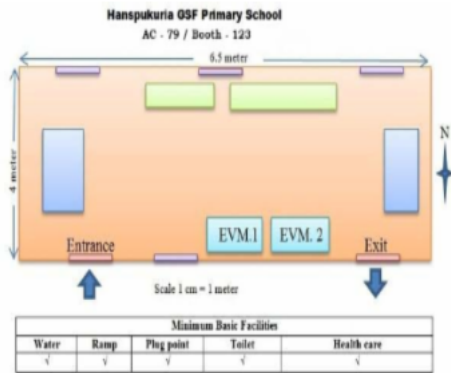 Hanspukuria GSF Primary School
AC - 79 / Booth - 123
6.5 meter
4 meter
N
EVM.1 EVM. 2
Entrance Exit
Scale 1 cm = 1 meter
Minimum Basic Facilities
Water Ramp Plug point Toilet Health care
√ √ √ √ √